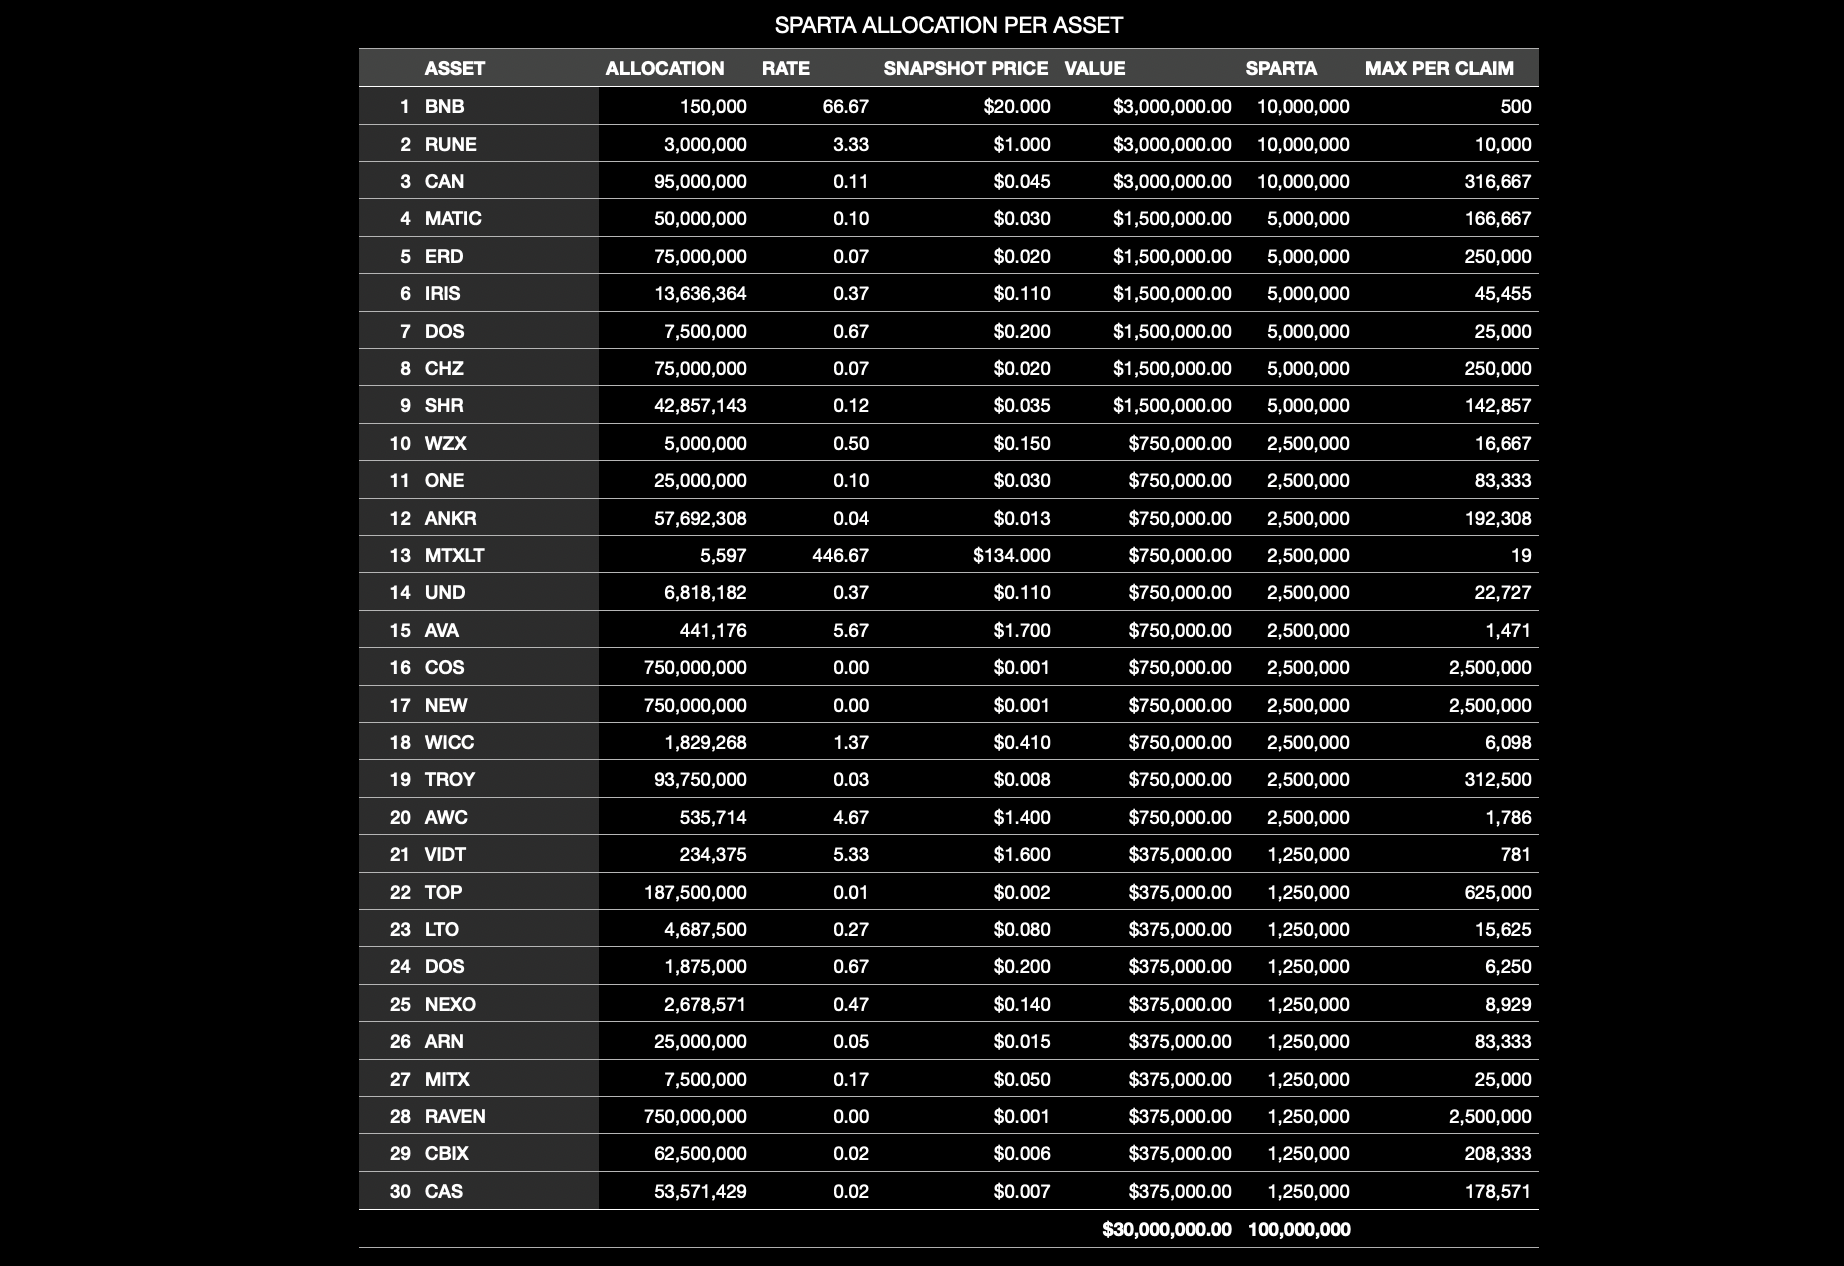 SPARTA ALLOCATION PER ASSET
ASSET ALLOCATION RATE SNAPSHOT PRICE VALUE SPARTA MAX PER CLAIM
1 BNB 150,000 66.67 $20.000 $3,000,000.00 10,000,000 500
2 RUNE 3,000,000 3.33 $1.000 $3,000,000.00 10,000,000 10,000
3 CAN 95,000,000 0.11 $0.045 $3,000,000.00 10,000,000 316,667
4 MATIC 50,000,000 0.10 $0.030 $1,500,000.00 5,000,000 166,667
5 ERD 75,000,000 0.07 $0.020 $1,500,000.00 5,000,000 250,000
6 IRIS 13,636,364 0.37 $0.110 $1,500,000.00 5,000,000 45,455
7 DOS 7,500,000 0.67 $0.200 $1,500,000.00 5,000,000 25,000
8 CHZ 75,000,000 0.07 $0.020 $1,500,000.00 5,000,000 250,000
9 SHR 42,857,143 0.12 $0.035 $1,500,000.00 5,000,000 142,857
10 WZX 5,000,000 0.50 $0.150 $750,000.00 2,500,000 16,667
11 ONE 25,000,000 0.10 $0.030 $750,000.00 2,500,000 83,333
12 ANKR 57,692,308 0.04 $0.013 $750,000.00 2,500,000 192,308
13 MTXLT 5,597 446.67 $134.000 $750,000.00 2,500,000 19
14 UND 6,818,182 0.37 $0.110 $750,000.00 2,500,000 22,727
15 AVA 441,176 5.67 $1.700 $750,000.00 2,500,000 1,471
16 COS 750,000,000 0.00 $0.001 $750,000.00 2,500,000 2,500,000
17 NEW 750,000,000 0.00 $0.001 $750,000.00 2,500,000 2,500,000
18 WICC 1,829,268 1.37 $0.410 $750,000.00 2,500,000 6,098
19 TROY 93,750,000 0.03 $0.008 $750,000.00 2,500,000 312,500
20 AWC 535,714 4.67 $1.400 $750,000.00 2,500,000 1,786
21 VIDT 234,375 5.33 $1.600 $375,000.00 1,250,000 781
22 TOP 187,500,000 0.01 $0.002 $375,000.00 1,250,000 625,000
23 LTO 4,687,500 0.27 $0.080 $375,000.00 1,250,000 15,625
24 DOS 1,875,000 0.67 $0.200 $375,000.00 1,250,000 6,250
25 NEXO 2,678,571 0.47 $0.140 $375,000.00 1,250,000 8,929
26 ARN 25,000,000 0.05 $0.015 $375,000.00 1,250,000 83,333
27 MITX 7,500,000 0.17 $0.050 $375,000.00 1,250,000 25,000
28 RAVEN 750,000,000 0.00 $0.001 $375,000.00 1,250,000 2,500,000
29 CBIX 62,500,000 0.02 $0.006 $375,000.00 1,250,000 208,333
30 CAS 53,571,429 0.02 $0.007 $375,000.00 1,250,000 178,571
$30,000,000.00 100,000,000